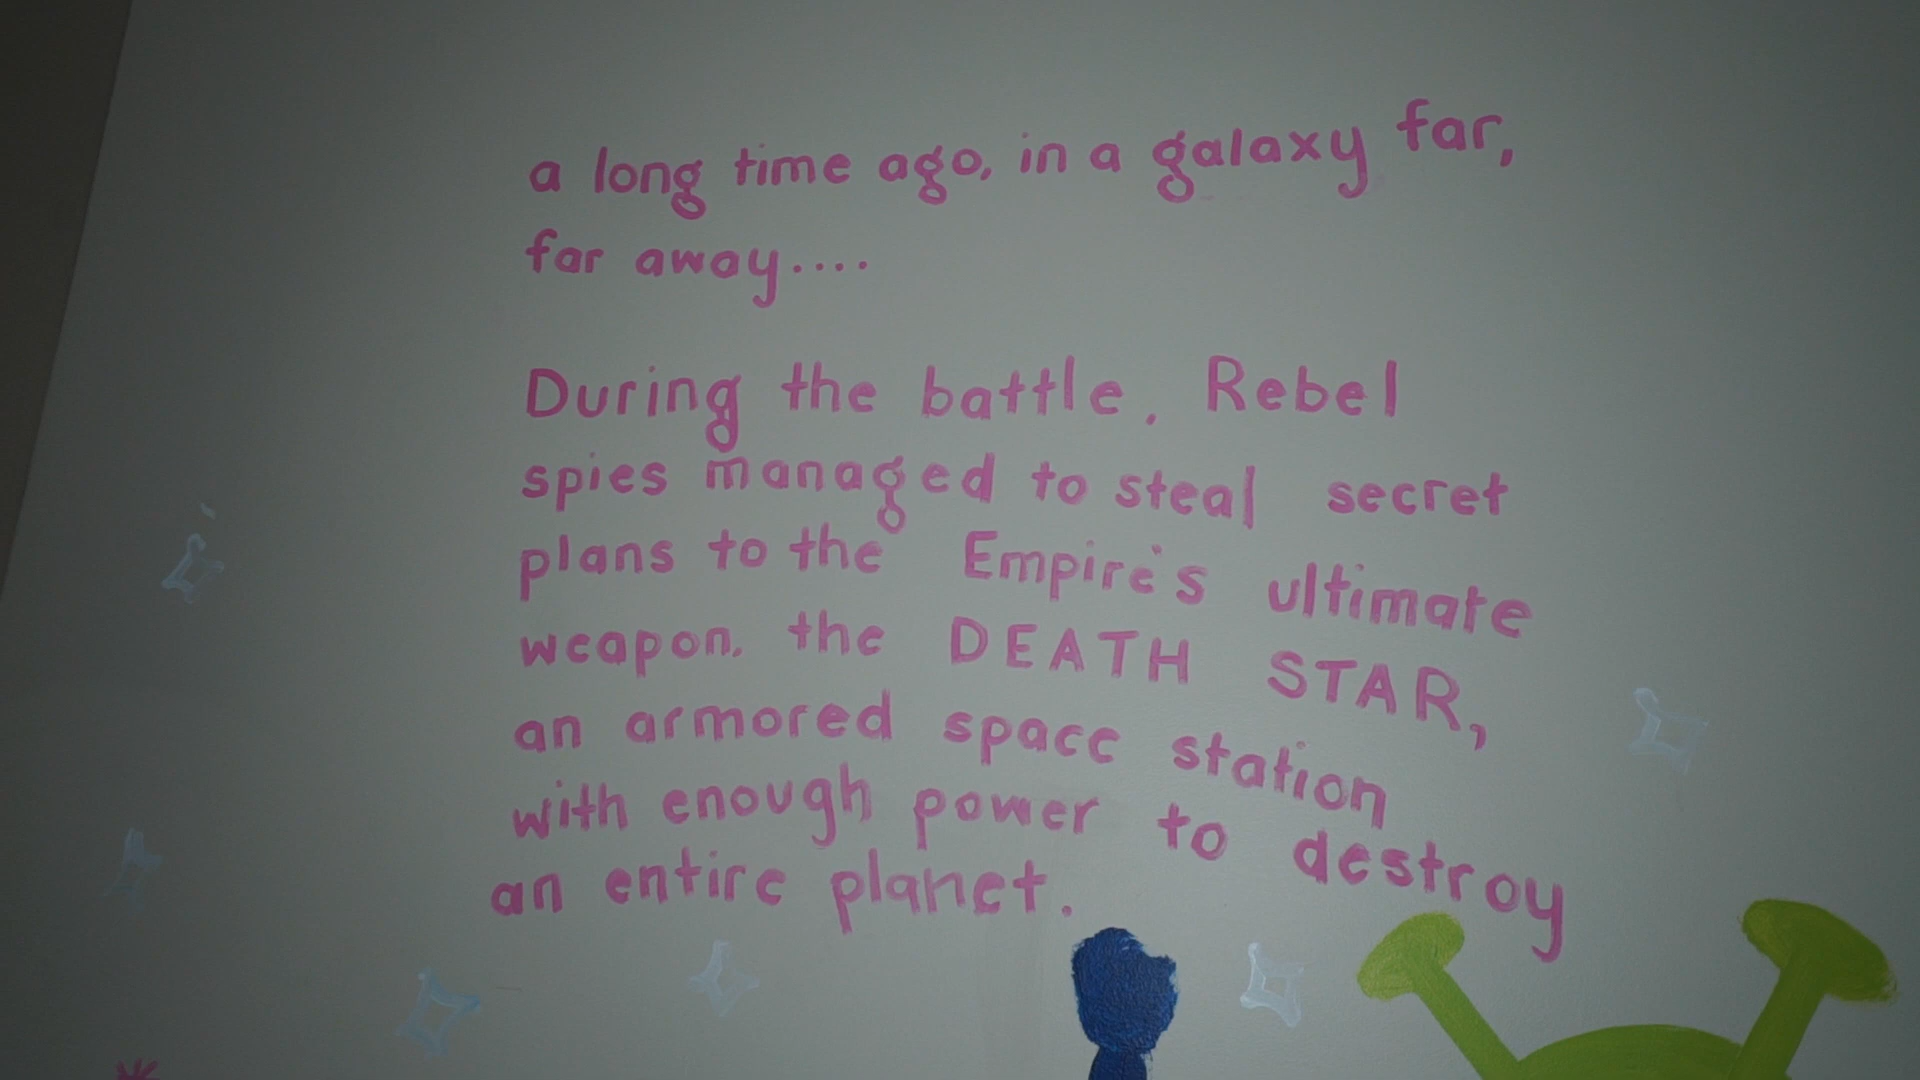 a long time ago, in a galaxy far,
far away....
During the battle, Rebel
spies managed to steal secret
plans to the Empire's ultimate
weapon, the DEATH STAR,
an armored space station
with enough power to destroy
an entire planet.